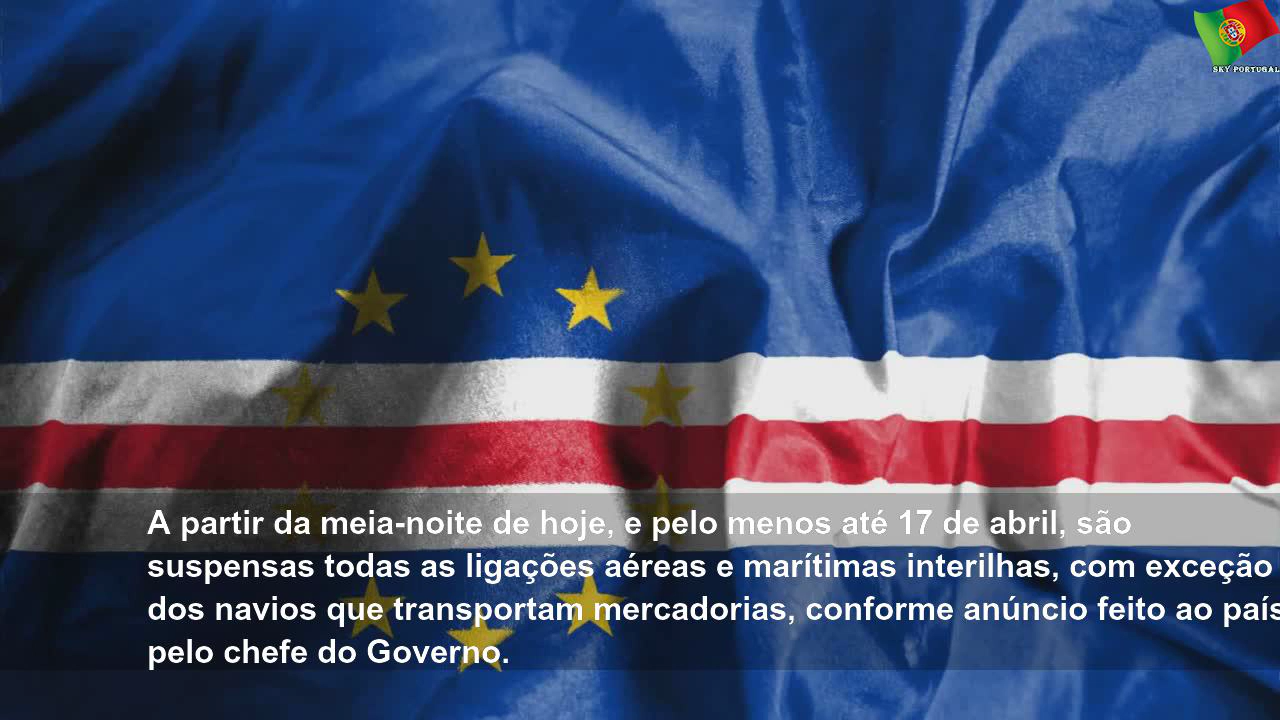 SKY PORTUGAL
A partir da meia-noite de hoje, e pelo menos até 17 de abril, são
suspensas todas as ligações aéreas e marítimas interilhas, com exceção
dos navios que transportam mercadorias, conforme anúncio feito ao país
pelo chefe do Governo.